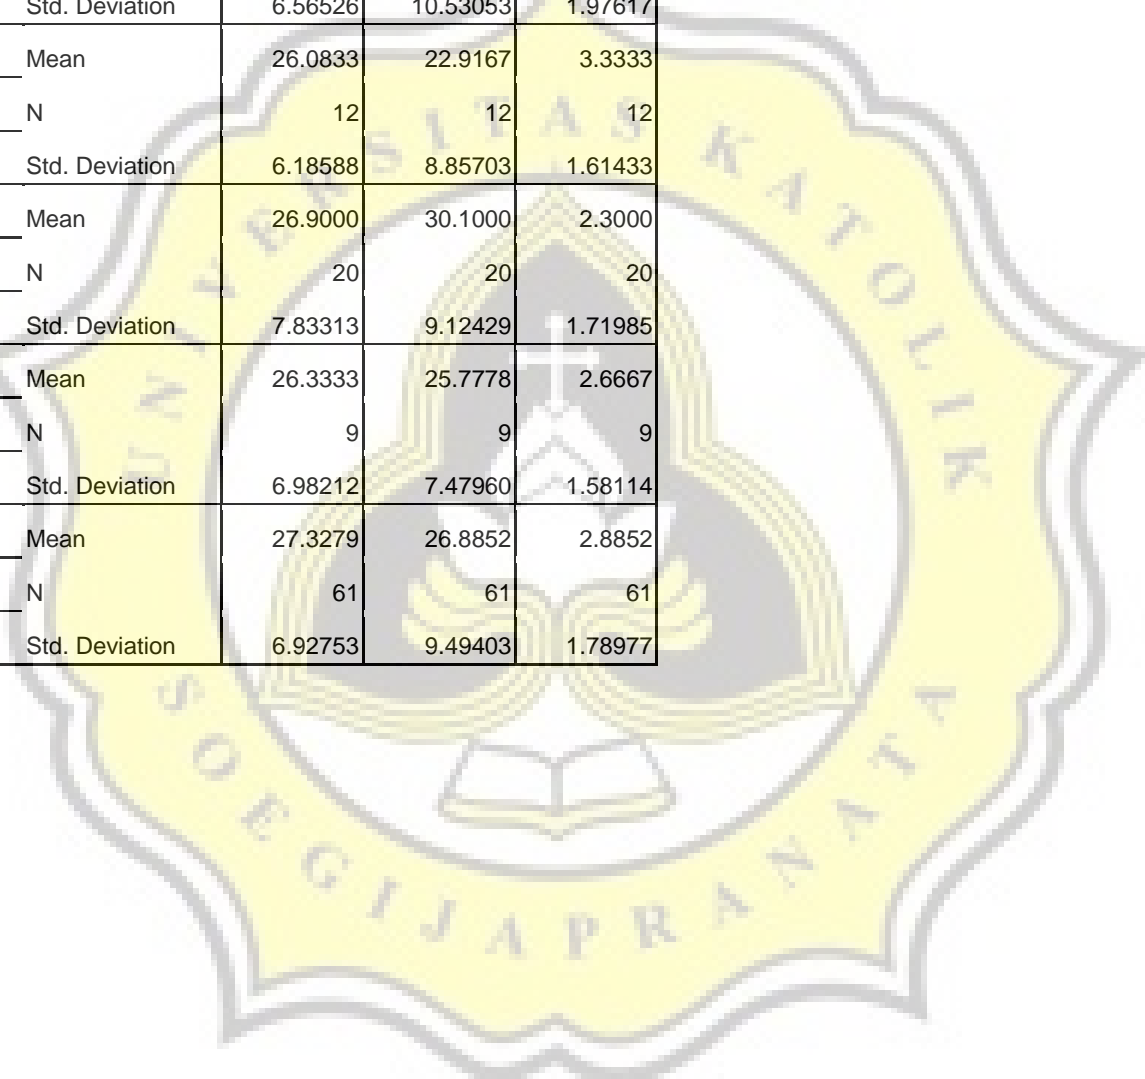 Std. Deviation 6.56526 10.53053 1.97617
Mean 26.0833 22.9167 3.3333
N 12 12 12
Std. Deviation 6.18588 8.85703 1.61433
Mean 26.9000 30.1000 2.3000
N 20 20 20
Std. Deviation 7.83313 9.12429 1.71985
Mean 26.3333 25.7778 2.6667
N 9 9 9
Std. Deviation 6.98212 7.47960 1.58114
Mean 27.3279 26.8852 2.8852
N 61 61 61
Std. Deviation 6.92753 9.49403 1.78977
UNIVERSITAS KATOLIK
SOEGIJAPRANATA